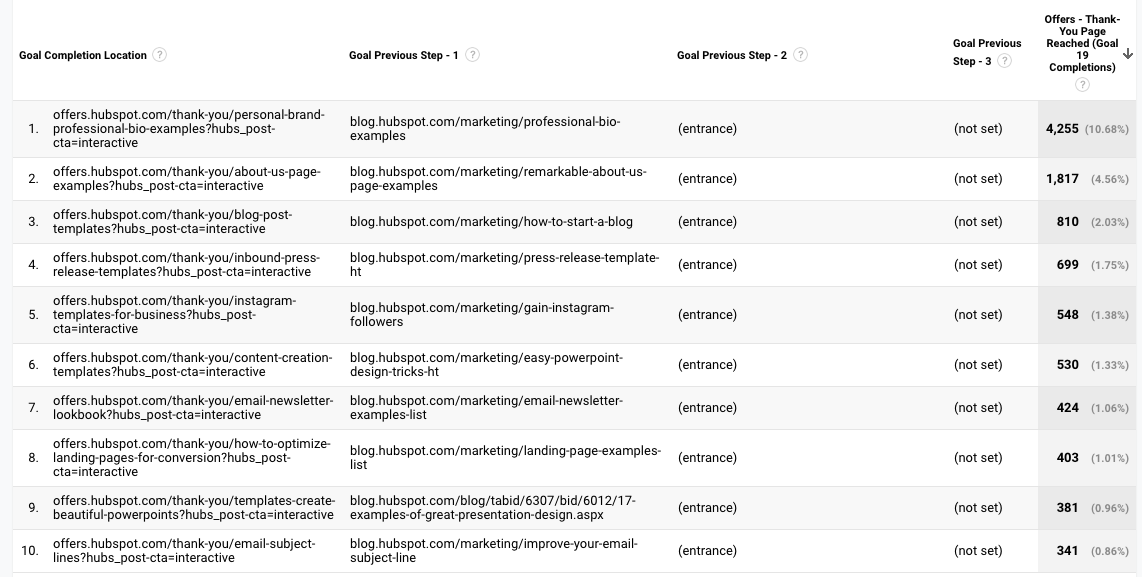 Goal Completion Location ?
Goal Previous Step - 1 ?
Goal Previous Step - 2 ?
Goal Previous
Step - 3 ?
Offers - Thank-
You Page
Reached (Goal
19
Completions)
?
1.
offers.hubspot.com/thank-you/personal-brand-
professional-bio-examples?hubs_post-
cta=interactive
blog.hubspot.com/marketing/professional-bio-
examples
(entrance)
(not set)
4,255 (10.68%)
2.
offers.hubspot.com/thank-you/about-us-page-
examples?hubs_post-cta=interactive
blog.hubspot.com/marketing/remarkable-about-us-
page-examples
(entrance)
(not set)
1,817 (4.56%)
3.
offers.hubspot.com/thank-you/blog-post-
templates?hubs_post-cta=interactive
blog.hubspot.com/marketing/how-to-start-a-blog
(entrance)
(not set)
810 (2.03%)
4.
offers.hubspot.com/thank-you/inbound-press-
release-templates?hubs_post-cta=interactive
blog.hubspot.com/marketing/press-release-template-
ht
(entrance)
(not set)
699 (1.75%)
5.
offers.hubspot.com/thank-you/instagram-
templates-for-business?hubs_post-
cta=interactive
blog.hubspot.com/marketing/gain-instagram-
followers
(entrance)
(not set)
548 (1.38%)
6.
offers.hubspot.com/thank-you/content-creation-
templates?hubs_post-cta=interactive
blog.hubspot.com/marketing/easy-powerpoint-
design-tricks-ht
(entrance)
(not set)
530 (1.33%)
7.
offers.hubspot.com/thank-you/email-newsletter-
lookbook?hubs_post-cta=interactive
blog.hubspot.com/marketing/email-newsletter-
examples-list
(entrance)
(not set)
424 (1.06%)
8.
offers.hubspot.com/thank-you/how-to-optimize-
landing-pages-for-conversion?hubs_post-
cta=interactive
blog.hubspot.com/marketing/landing-page-examples-
list
(entrance)
(not set)
403 (1.01%)
9.
offers.hubspot.com/thank-you/templates-create-
beautiful-powerpoints?hubs_post-cta=interactive
blog.hubspot.com/blog/tabid/6307/bid/6012/17-
examples-of-great-presentation-design.aspx
(entrance)
(not set)
381 (0.96%)
10.
offers.hubspot.com/thank-you/email-subject-
lines?hubs_post-cta=interactive
blog.hubspot.com/marketing/improve-your-email-
subject-line
(entrance)
(not set)
341 (0.86%)